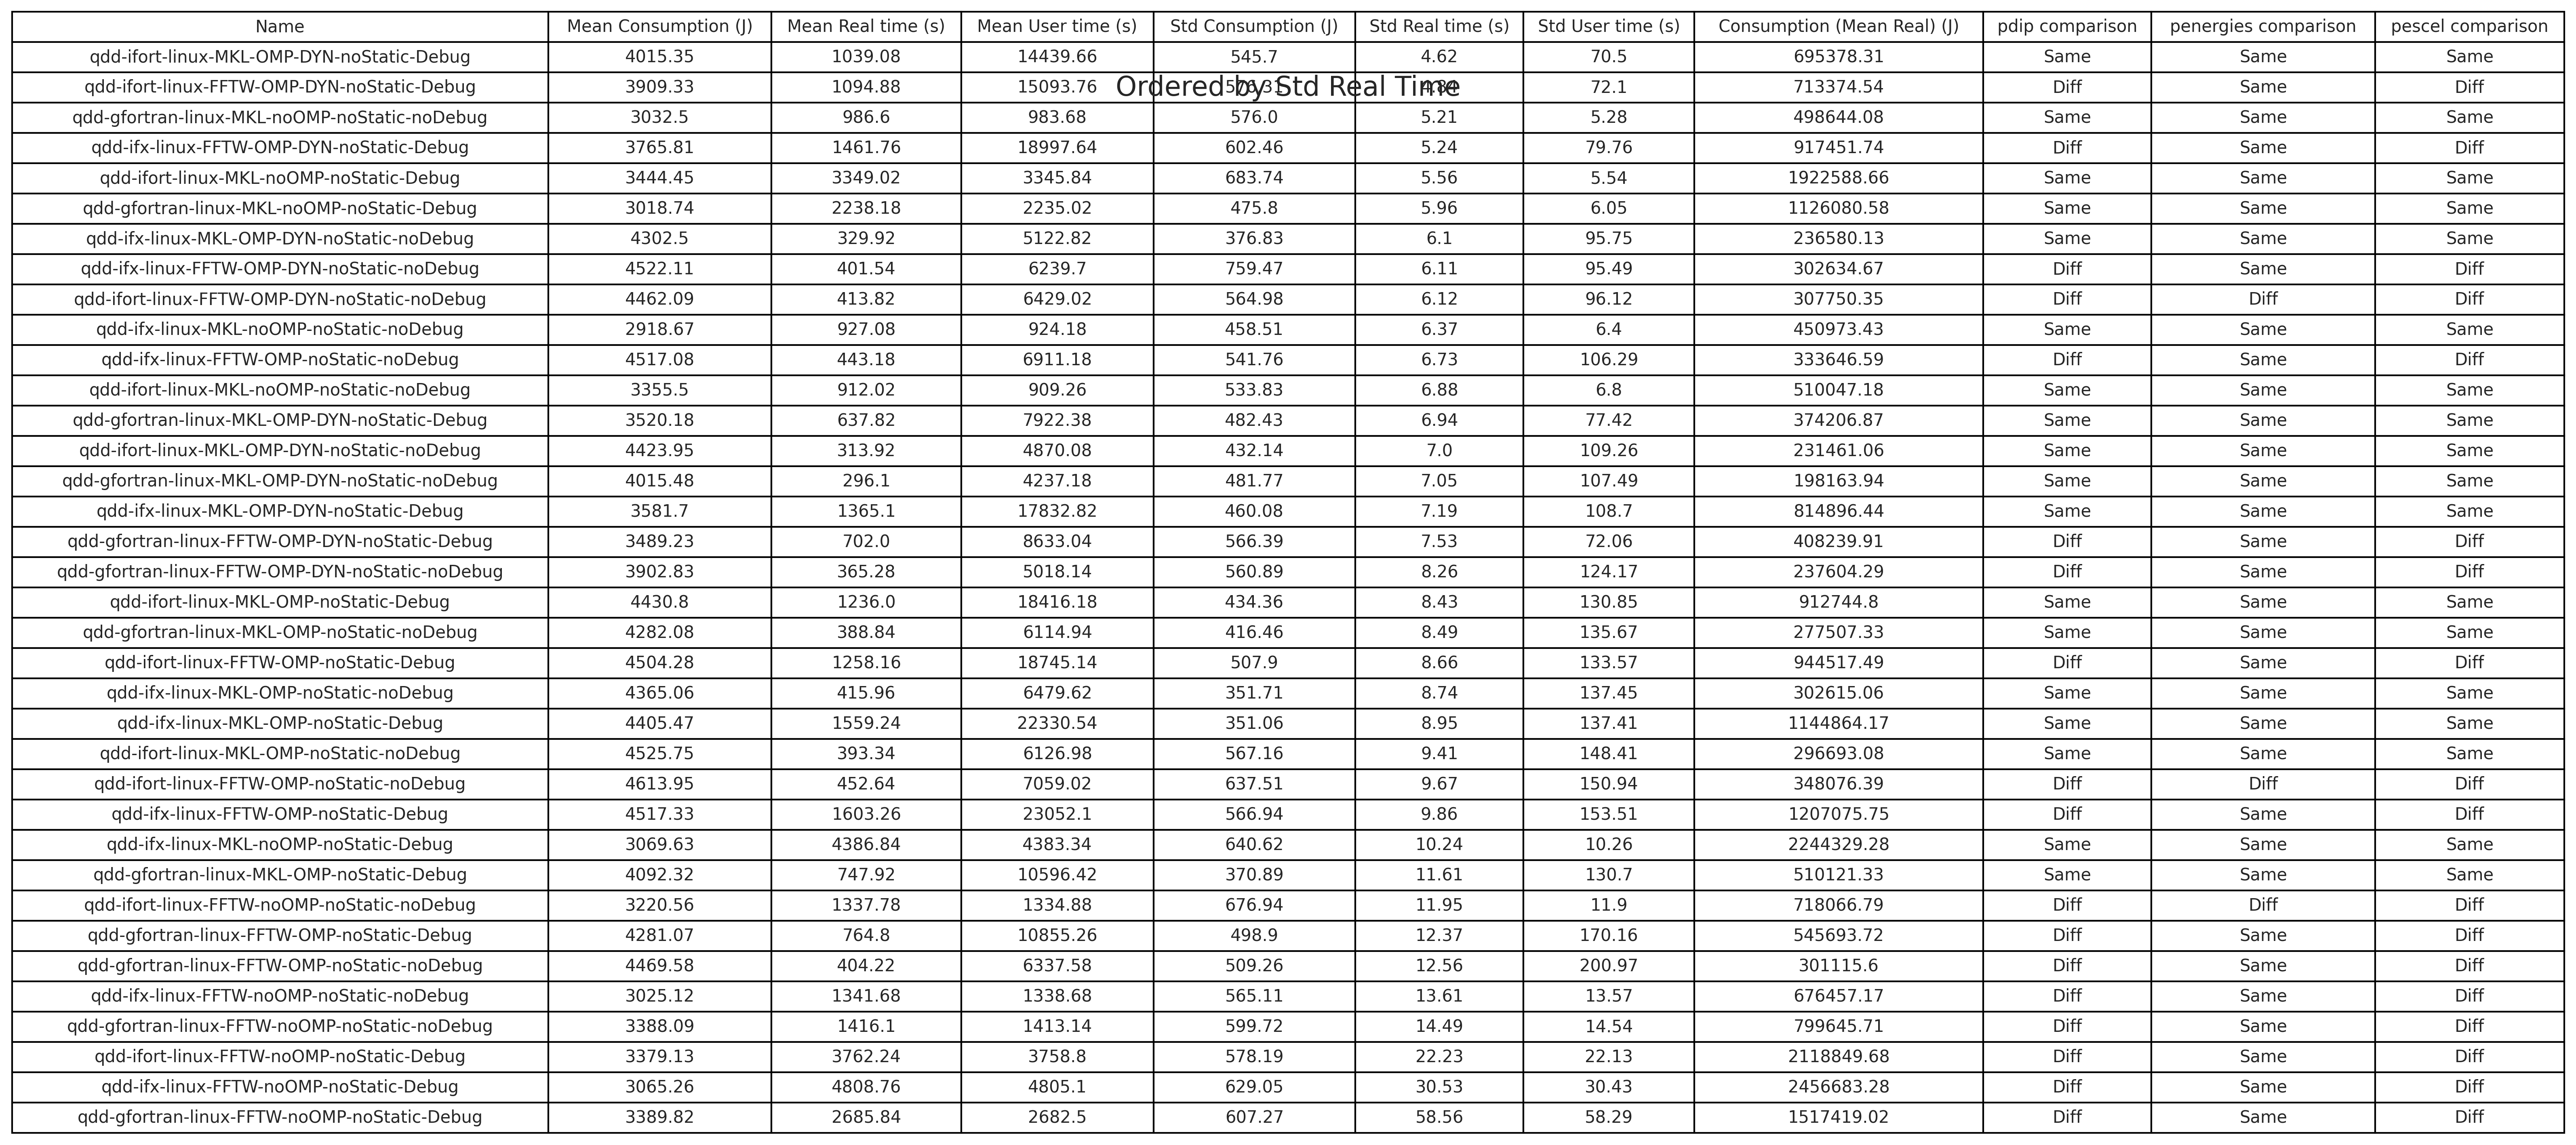 Name Mean Consumption (J) Mean Real time (s) Mean User time (s) Std Consumption (J) Std Real time (s) Std User time (s) Consumption (Mean Real) (J) pdip comparison penergies comparison pescel comparison
qdd-ifort-linux-MKL-OMP-DYN-noStatic-Debug 4015.35 1039.08 14439.66 545.7 4.62 70.5 695378.31 Same Same Same
Ordered by Std Real Time
qdd-ifort-linux-FFTW-OMP-DYN-noStatic-Debug 3909.33 1094.88 15093.76 576.31 4.84 72.1 713374.54 Diff Same Diff
qdd-gfortran-linux-MKL-noOMP-noStatic-noDebug 3032.5 986.6 983.68 576.0 5.21 5.28 498644.08 Same Same Same
qdd-ifx-linux-FFTW-OMP-DYN-noStatic-Debug 3765.81 1461.76 18997.64 602.46 5.24 79.76 917451.74 Diff Same Diff
qdd-ifort-linux-MKL-noOMP-noStatic-Debug 3444.45 3349.02 3345.84 683.74 5.56 5.54 1922588.66 Same Same Same
qdd-gfortran-linux-MKL-noOMP-noStatic-Debug 3018.74 2238.18 2235.02 475.8 5.96 6.05 1126080.58 Same Same Same
qdd-ifx-linux-MKL-OMP-DYN-noStatic-noDebug 4302.5 329.92 5122.82 376.83 6.1 95.75 236580.13 Same Same Same
qdd-ifx-linux-FFTW-OMP-DYN-noStatic-noDebug 4522.11 401.54 6239.7 759.47 6.11 95.49 302634.67 Diff Same Diff
qdd-ifort-linux-FFTW-OMP-DYN-noStatic-noDebug 4462.09 413.82 6429.02 564.98 6.12 96.12 307750.35 Diff Diff Diff
qdd-ifx-linux-MKL-noOMP-noStatic-noDebug 2918.67 927.08 924.18 458.51 6.37 6.4 450973.43 Same Same Same
qdd-ifx-linux-FFTW-OMP-noStatic-noDebug 4517.08 443.18 6911.18 541.76 6.73 106.29 333646.59 Diff Same Diff
qdd-ifort-linux-MKL-noOMP-noStatic-noDebug 3355.5 912.02 909.26 533.83 6.88 6.8 510047.18 Same Same Same
qdd-gfortran-linux-MKL-OMP-DYN-noStatic-Debug 3520.18 637.82 7922.38 482.43 6.94 77.42 374206.87 Same Same Same
qdd-ifort-linux-MKL-OMP-DYN-noStatic-noDebug 4423.95 313.92 4870.08 432.14 7.0 109.26 231461.06 Same Same Same
qdd-gfortran-linux-MKL-OMP-DYN-noStatic-noDebug 4015.48 296.1 4237.18 481.77 7.05 107.49 198163.94 Same Same Same
qdd-ifx-linux-MKL-OMP-DYN-noStatic-Debug 3581.7 1365.1 17832.82 460.08 7.19 108.7 814896.44 Same Same Same
qdd-gfortran-linux-FFTW-OMP-DYN-noStatic-Debug 3489.23 702.0 8633.04 566.39 7.53 72.06 408239.91 Diff Same Diff
qdd-gfortran-linux-FFTW-OMP-DYN-noStatic-noDebug 3902.83 365.28 5018.14 560.89 8.26 124.17 237604.29 Diff Same Diff
qdd-ifort-linux-MKL-OMP-noStatic-Debug 4430.8 1236.0 18416.18 434.36 8.43 130.85 912744.8 Same Same Same
qdd-gfortran-linux-MKL-OMP-noStatic-noDebug 4282.08 388.84 6114.94 416.46 8.49 135.67 277507.33 Same Same Same
qdd-ifort-linux-FFTW-OMP-noStatic-Debug 4504.28 1258.16 18745.14 507.9 8.66 133.57 944517.49 Diff Same Diff
qdd-ifx-linux-MKL-OMP-noStatic-noDebug 4365.06 415.96 6479.62 351.71 8.74 137.45 302615.06 Same Same Same
qdd-ifx-linux-MKL-OMP-noStatic-Debug 4405.47 1559.24 22330.54 351.06 8.95 137.41 1144864.17 Same Same Same
qdd-ifort-linux-MKL-OMP-noStatic-noDebug 4525.75 393.34 6126.98 567.16 9.41 148.41 296693.08 Same Same Same
qdd-ifort-linux-FFTW-OMP-noStatic-noDebug 4613.95 452.64 7059.02 637.51 9.67 150.94 348076.39 Diff Diff Diff
qdd-ifx-linux-FFTW-OMP-noStatic-Debug 4517.33 1603.26 23052.1 566.94 9.86 153.51 1207075.75 Diff Same Diff
qdd-ifx-linux-MKL-noOMP-noStatic-Debug 3069.63 4386.84 4383.34 640.62 10.24 10.26 2244329.28 Same Same Same
qdd-gfortran-linux-MKL-OMP-noStatic-Debug 4092.32 747.92 10596.42 370.89 11.61 130.7 510121.33 Same Same Same
qdd-ifort-linux-FFTW-noOMP-noStatic-noDebug 3220.56 1337.78 1334.88 676.94 11.95 11.9 718066.79 Diff Diff Diff
qdd-gfortran-linux-FFTW-OMP-noStatic-Debug 4281.07 764.8 10855.26 498.9 12.37 170.16 545693.72 Diff Same Diff
qdd-gfortran-linux-FFTW-OMP-noStatic-noDebug 4469.58 404.22 6337.58 509.26 12.56 200.97 301115.6 Diff Same Diff
qdd-ifx-linux-FFTW-noOMP-noStatic-noDebug 3025.12 1341.68 1338.68 565.11 13.61 13.57 676457.17 Diff Same Diff
qdd-gfortran-linux-FFTW-noOMP-noStatic-noDebug 3388.09 1416.1 1413.14 599.72 14.49 14.54 799645.71 Diff Same Diff
qdd-ifort-linux-FFTW-noOMP-noStatic-Debug 3379.13 3762.24 3758.8 578.19 22.23 22.13 2118849.68 Diff Same Diff
qdd-ifx-linux-FFTW-noOMP-noStatic-Debug 3065.26 4808.76 4805.1 629.05 30.53 30.43 2456683.28 Diff Same Diff
qdd-gfortran-linux-FFTW-noOMP-noStatic-Debug 3389.82 2685.84 2682.5 607.27 58.56 58.29 1517419.02 Diff Same Diff